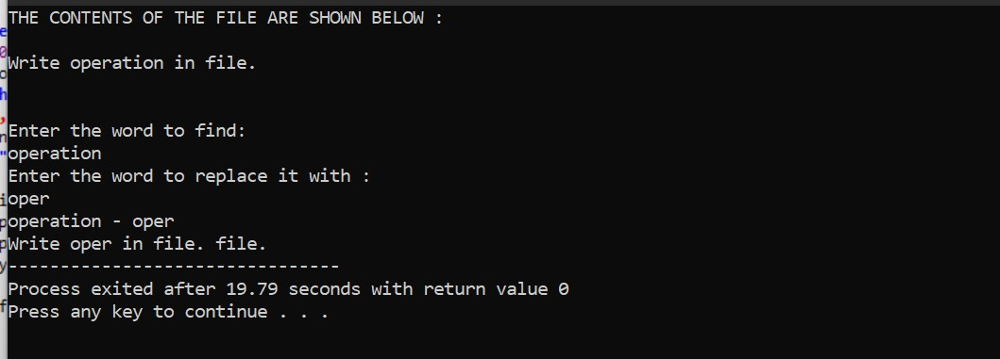 THE CONTENTS OF THE FILE ARE SHOWN BELOW :
Write operation in file.
Enter the word to find:
operation
Enter the word to replace it with :
oper
operation - oper
Write oper in file. file.
--------------------------------
Process exited after 19.79 seconds with return value 0
Press any key to continue . . .